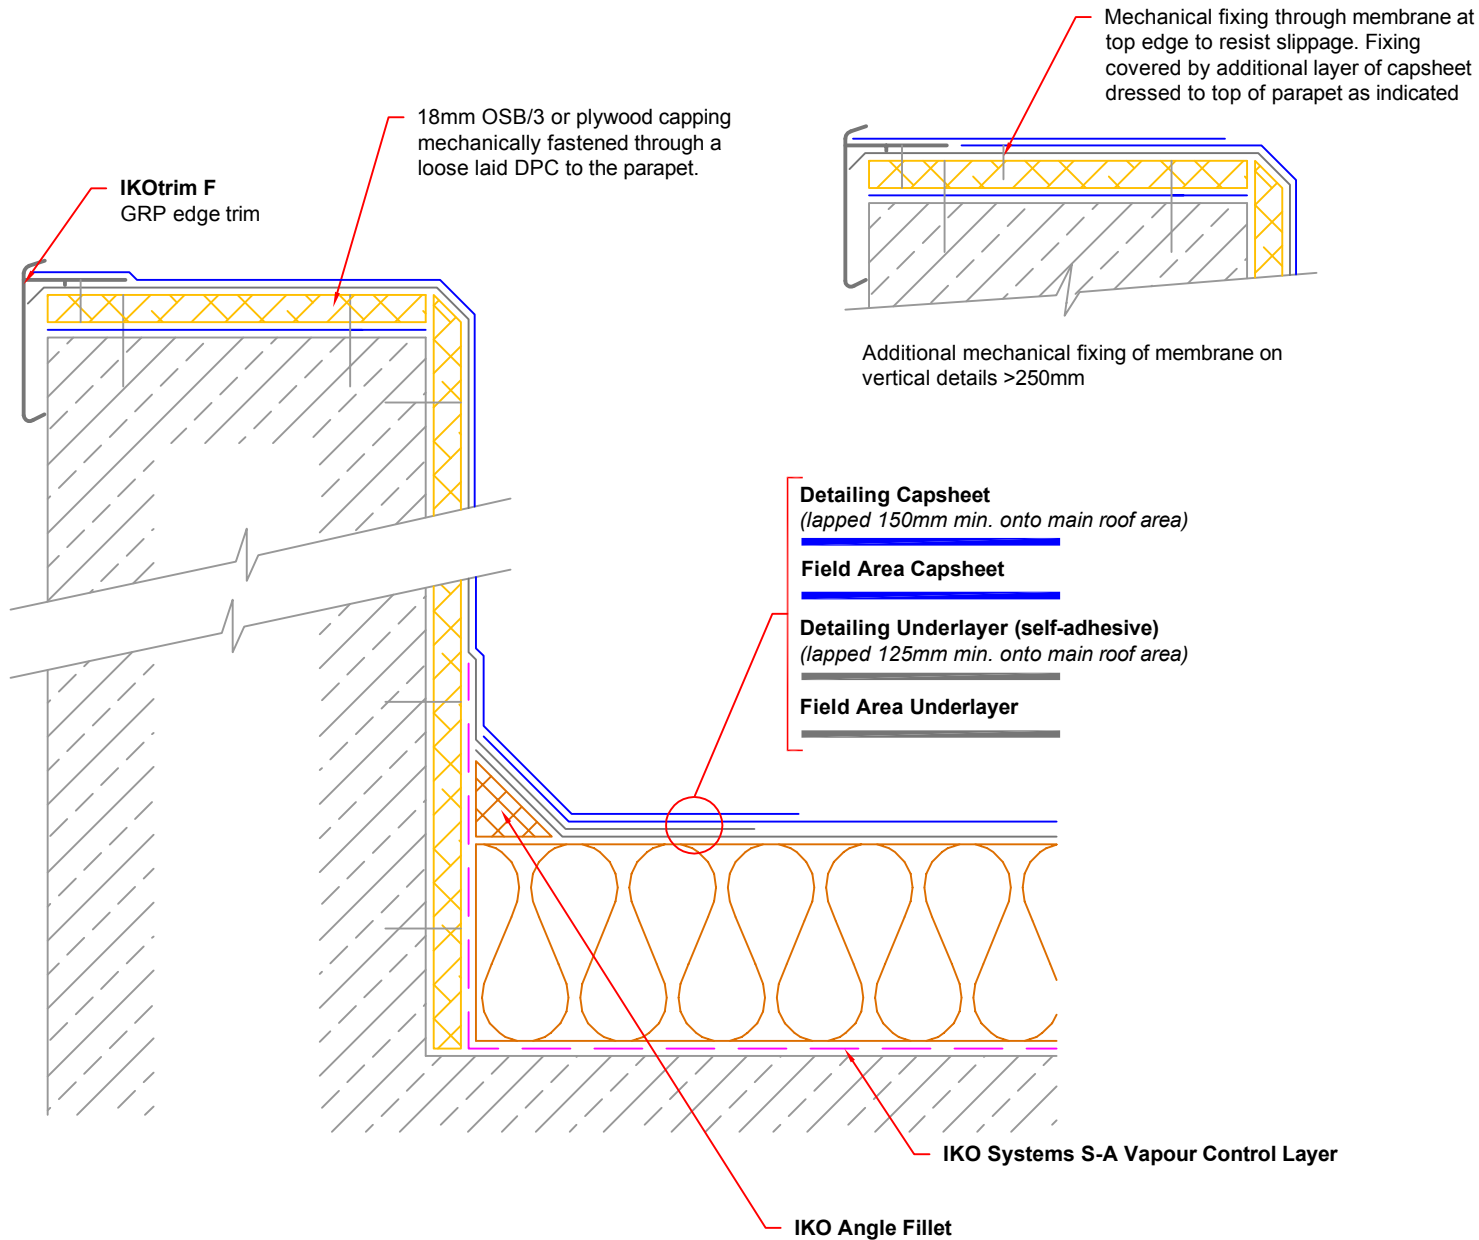 Mechanical fixing through membrane at
top edge to resist slippage. Fixing
covered by additional layer of capsheet
dressed to top of parapet as indicated
18mm OSB/3 or plywood capping
mechanically fastened through a
loose laid DPC to the parapet.
IKOtrim F
GRP edge trim
Additional mechanical fixing of membrane on
vertical details >250mm
Detailing Capsheet
(lapped 150mm min. onto main roof area)
Field Area Capsheet
Detailing Underlayer (self-adhesive)
(lapped 125mm min. onto main roof area)
Field Area Underlayer
IKO Systems S-A Vapour Control Layer
IKO Angle Fillet